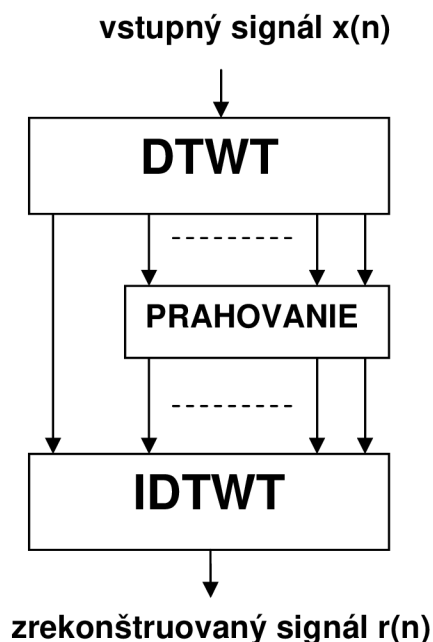 vstupný signál x(n)
DTWT
PRAHOVANIE
IDTWT
zrekonštruovaný signál r(n)